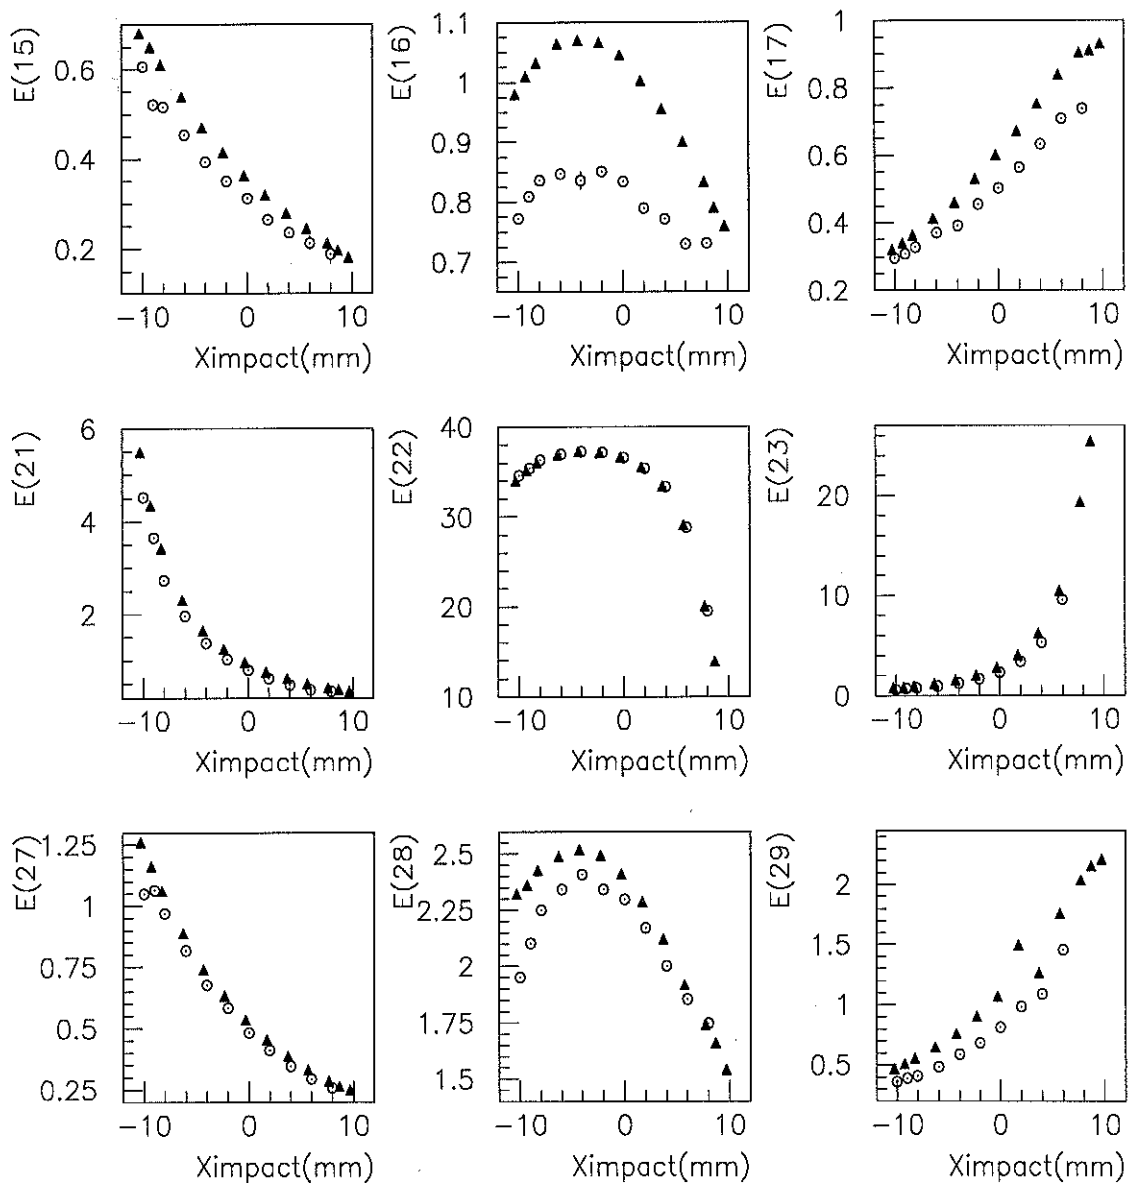 E(15)
0.6
0.4
0.2
−10 0 10
Ximpact(mm)
E(16)
1.1
1
0.9
0.8
0.7
−10 0 10
Ximpact(mm)
E(17)
1
0.8
0.6
0.4
0.2
−10 0 10
Ximpact(mm)
E(21)
6
4
2
−10 0 10
Ximpact(mm)
E(22)
40
30
20
10
−10 0 10
Ximpact(mm)
E(23)
20
10
0
−10 0 10
Ximpact(mm)
E(27)
1.25
1
0.75
0.5
0.25
−10 0 10
Ximpact(mm)
E(28)
2.5
2.25
2
1.75
1.5
−10 0 10
Ximpact(mm)
E(29)
2
1.5
1
0.5
−10 0 10
Ximpact(mm)